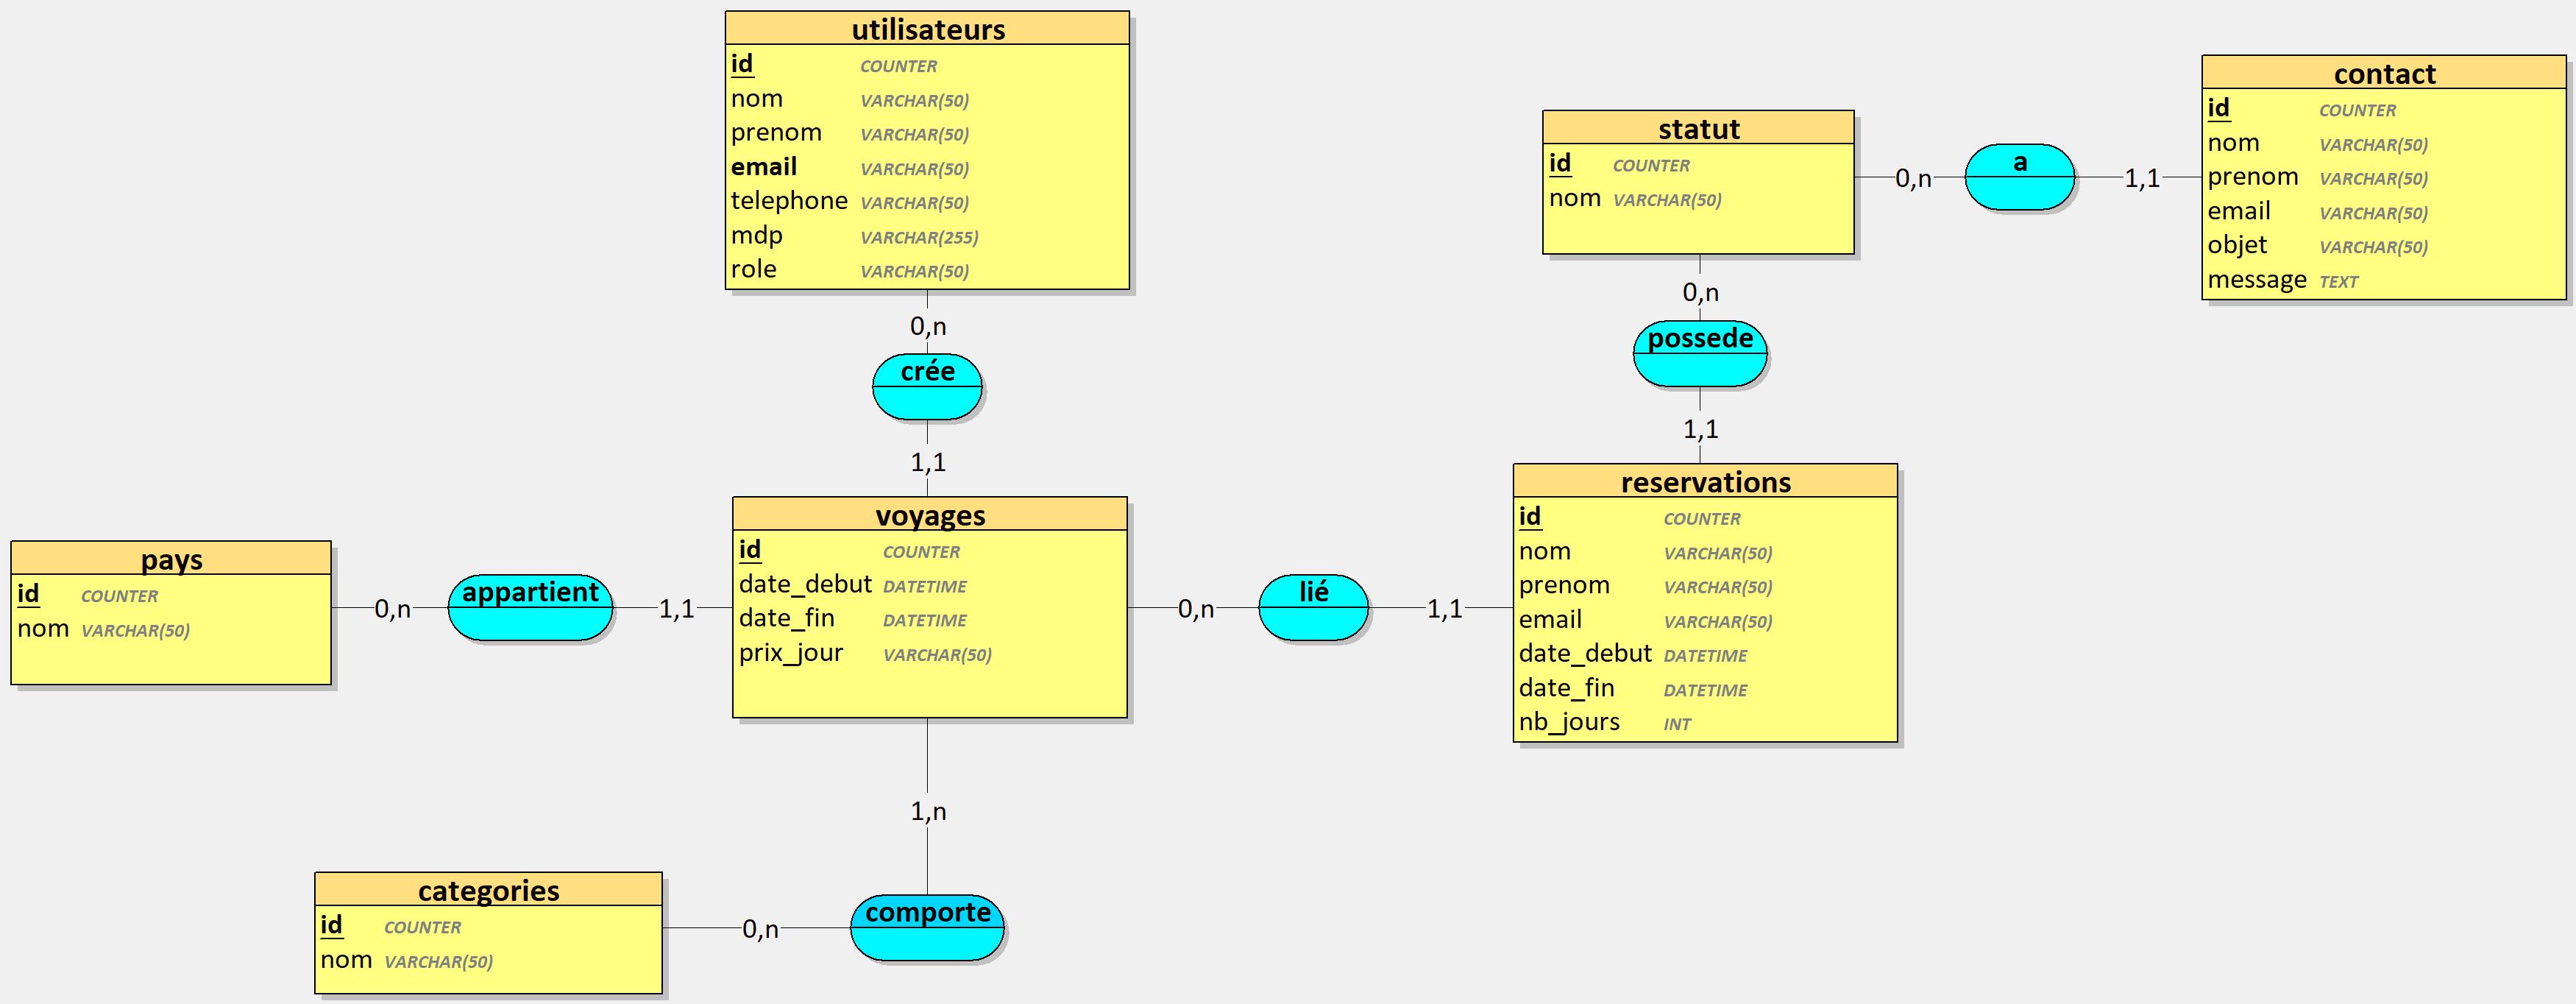 utilisateurs
id COUNTER
nom VARCHAR(50)
prenom VARCHAR(50)
email VARCHAR(50)
telephone VARCHAR(50)
mdp VARCHAR(255)
role VARCHAR(50)
0,n
crée
1,1
statut
id COUNTER
nom VARCHAR(50)
0,n
a
1,1
contact
id COUNTER
nom VARCHAR(50)
prenom VARCHAR(50)
email VARCHAR(50)
objet VARCHAR(50)
message TEXT
0,n
possede
1,1
pays
id COUNTER
nom VARCHAR(50)
0,n
appartient
1,1
voyages
id COUNTER
date_debut DATETIME
date_fin DATETIME
prix_jour VARCHAR(50)
0,n
lié
1,1
reservations
id COUNTER
nom VARCHAR(50)
prenom VARCHAR(50)
email VARCHAR(50)
date_debut DATETIME
date_fin DATETIME
nb_jours INT
1,n
categories
id COUNTER
nom VARCHAR(50)
0,n
comporte